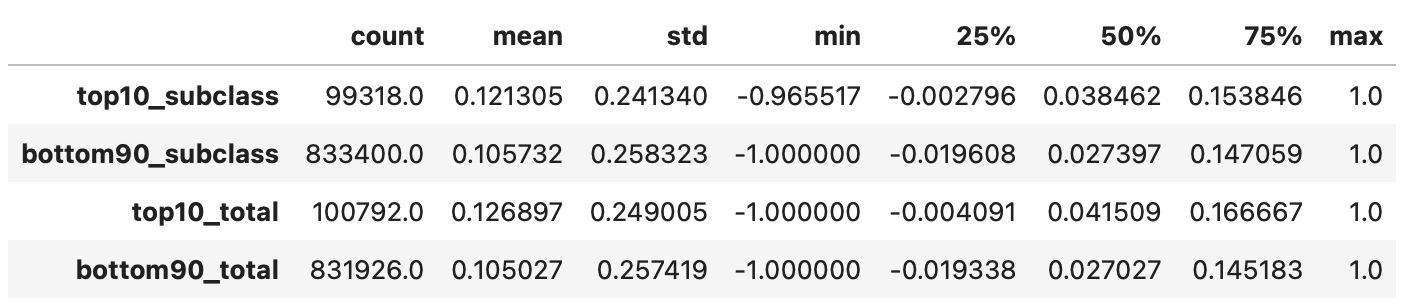 count mean std min 25% 50% 75% max
top10_subclass 99318.0 0.121305 0.241340 -0.965517 -0.002796 0.038462 0.153846 1.0
bottom90_subclass 833400.0 0.105732 0.258323 -1.000000 -0.019608 0.027397 0.147059 1.0
top10_total 100792.0 0.126897 0.249005 -1.000000 -0.004091 0.041509 0.166667 1.0
bottom90_total 831926.0 0.105027 0.257419 -1.000000 -0.019338 0.027027 0.145183 1.0